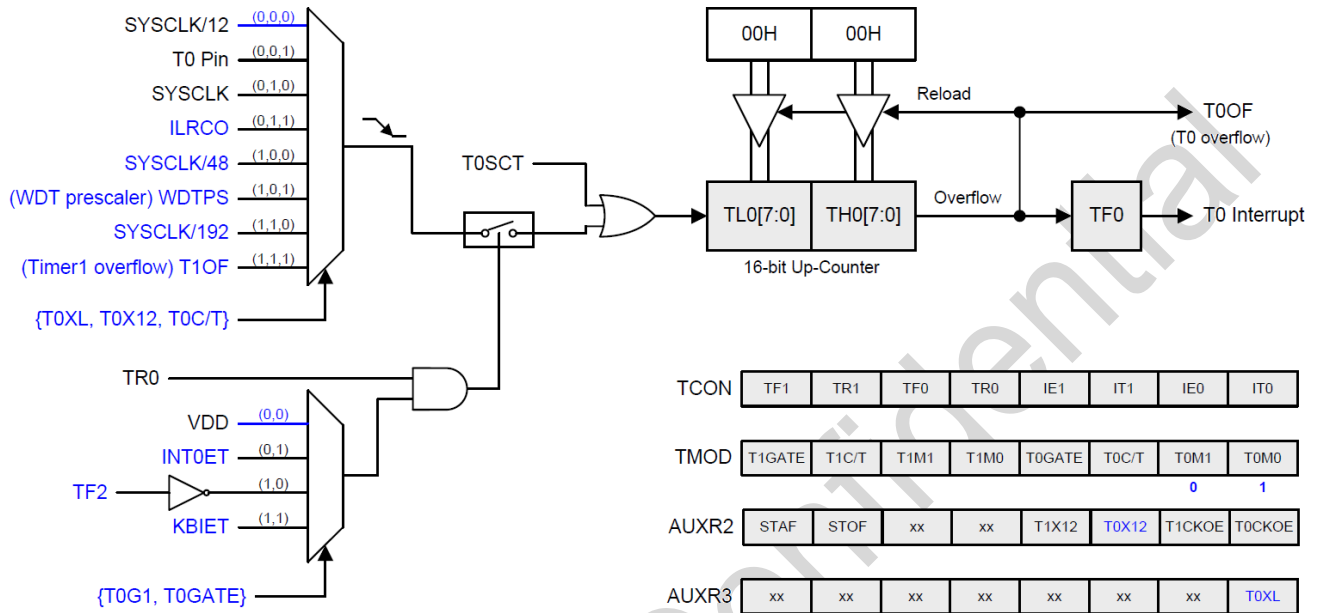 SYSCLK/12 (0,0,0)
T0 Pin (0,0,1)
SYSCLK (0,1,0)
ILRCO (0,1,1)
SYSCLK/48 (1,0,0)
(WDT prescaler) WDTPS (1,0,1)
SYSCLK/192 (1,1,0)
(Timer1 overflow) T1OF (1,1,1)
{T0XL, T0X12, T0C/T}
T0SCT
00H 00H
Reload
T0OF
(T0 overflow)
TL0[7:0] TH0[7:0]
Overflow
TF0
T0 Interrupt
16-bit Up-Counter
TR0
VDD (0,0)
INT0ET (0,1)
TF2 (1,0)
KBIET (1,1)
{T0G1, T0GATE}
TCON TF1 TR1 TF0 TR0 IE1 IT1 IE0 IT0
TMOD T1GATE T1C/T T1M1 T1M0 T0GATE T0C/T T0M1 T0M0
0 1
AUXR2 STAF STOF xx xx T1X12 T0X12 T1CKOE T0CKOE
AUXR3 xx xx xx xx xx xx xx T0XL
onfidential